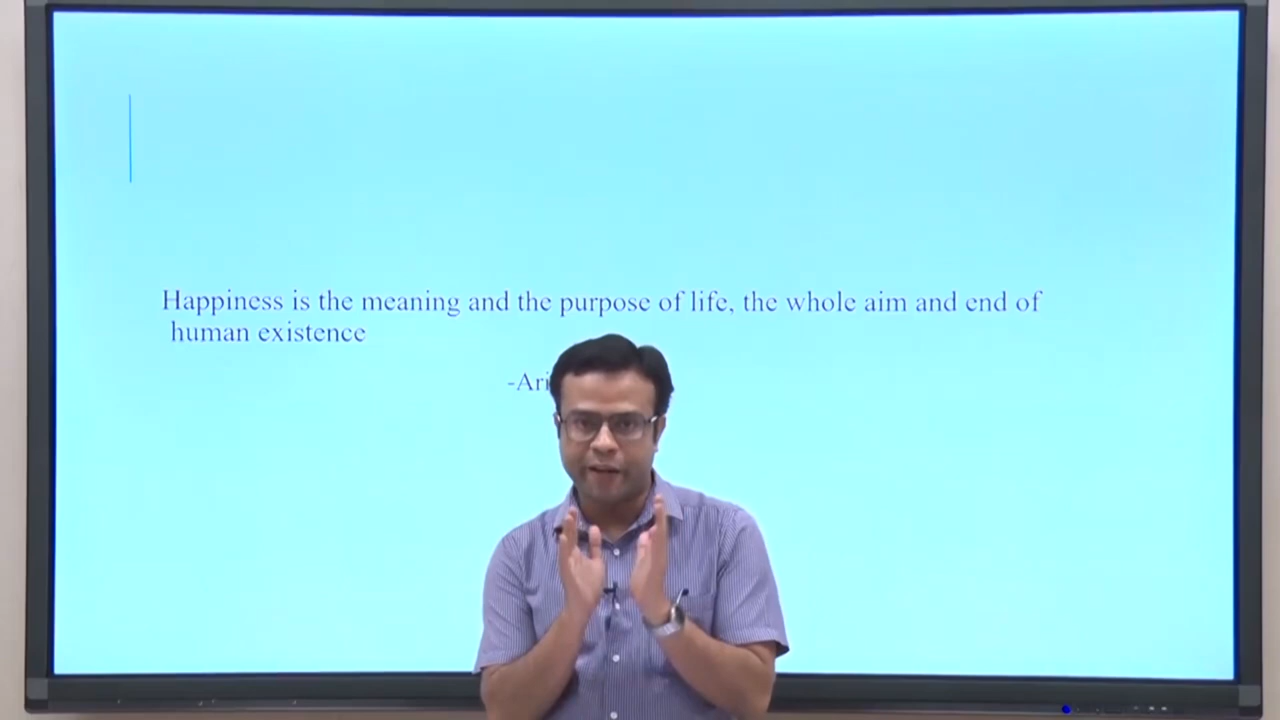 Happiness is the meaning and the purpose of life, the whole aim and end of
human existence
-Ari